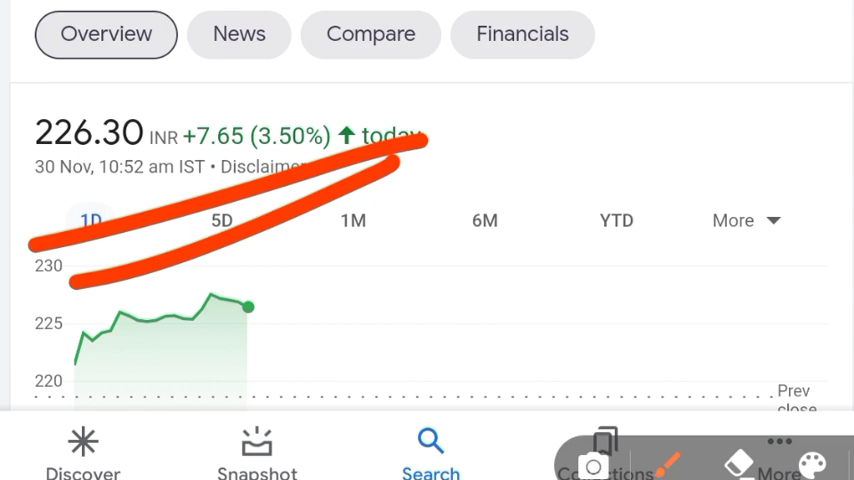 Overview News Compare Financials
226.30 INR +7.65 (3.50%) ↑ today
30 Nov, 10:52 am IST • Disclaimer
1D 5D 1M 6M YTD More
230
225
220
Prev
close
Discover Snapshot Search Collections More